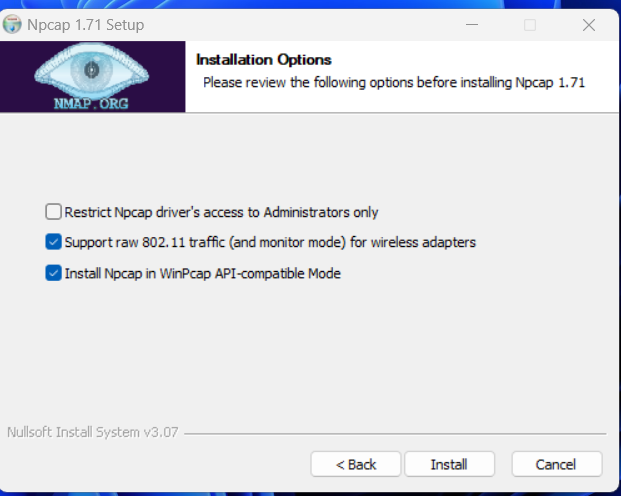 Npcap 1.71 Setup
NMAP.ORG
Installation Options
Please review the following options before installing Npcap 1.71
Restrict Npcap driver's access to Administrators only
Support raw 802.11 traffic (and monitor mode) for wireless adapters
Install Npcap in WinPcap API-compatible Mode
Nullsoft Install System v3.07
< Back
Install
Cancel